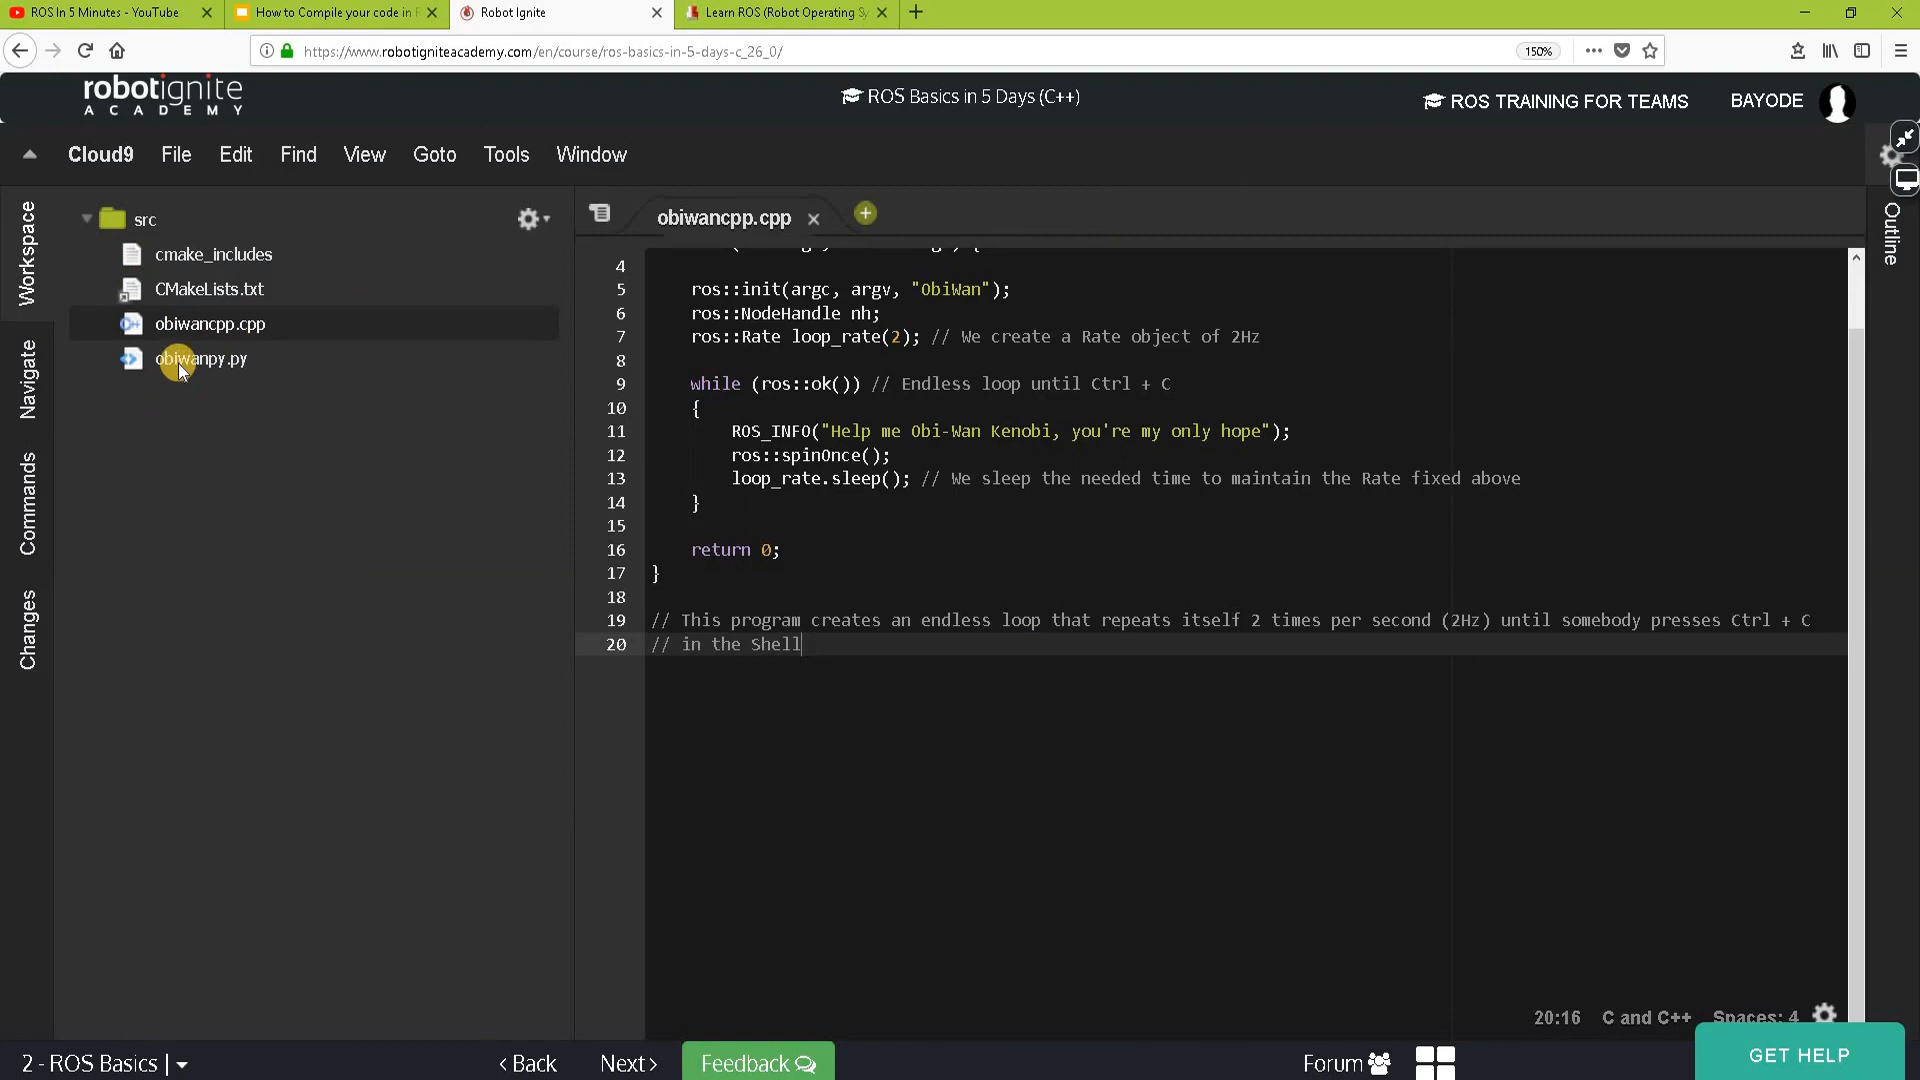 ROS In 5 Minutes - YouTube
How to Compile your code in
Robot Ignite
Learn ROS (Robot Operating Sy
https://www.robotigniteacademy.com/en/course/ros-basics-in-5-days-c_26_0/
150%
robotignite
ACADEMY
ROS Basics in 5 Days (C++)
ROS TRAINING FOR TEAMS
BAYODE
Cloud9 File Edit Find View Goto Tools Window
Workspace
Navigate
Commands
Changes
src
cmake_includes
CMakeLists.txt
obiwancpp.cpp
obiwanpy.py
obiwancpp.cpp
Outline
4
5 ros::init(argc, argv, "ObiWan");
6 ros::NodeHandle nh;
7 ros::Rate loop_rate(2); // We create a Rate object of 2Hz
8
9 while (ros::ok()) // Endless loop until Ctrl + C
10 {
11 ROS_INFO("Help me Obi-Wan Kenobi, you're my only hope");
12 ros::spinOnce();
13 loop_rate.sleep(); // We sleep the needed time to maintain the Rate fixed above
14 }
15
16 return 0;
17 }
18
19 // This program creates an endless loop that repeats itself 2 times per second (2Hz) until somebody presses Ctrl + C
20 // in the Shell
20:16 C and C++ Spaces: 4
2 - ROS Basics |
< Back
Next >
Feedback
Forum
GET HELP